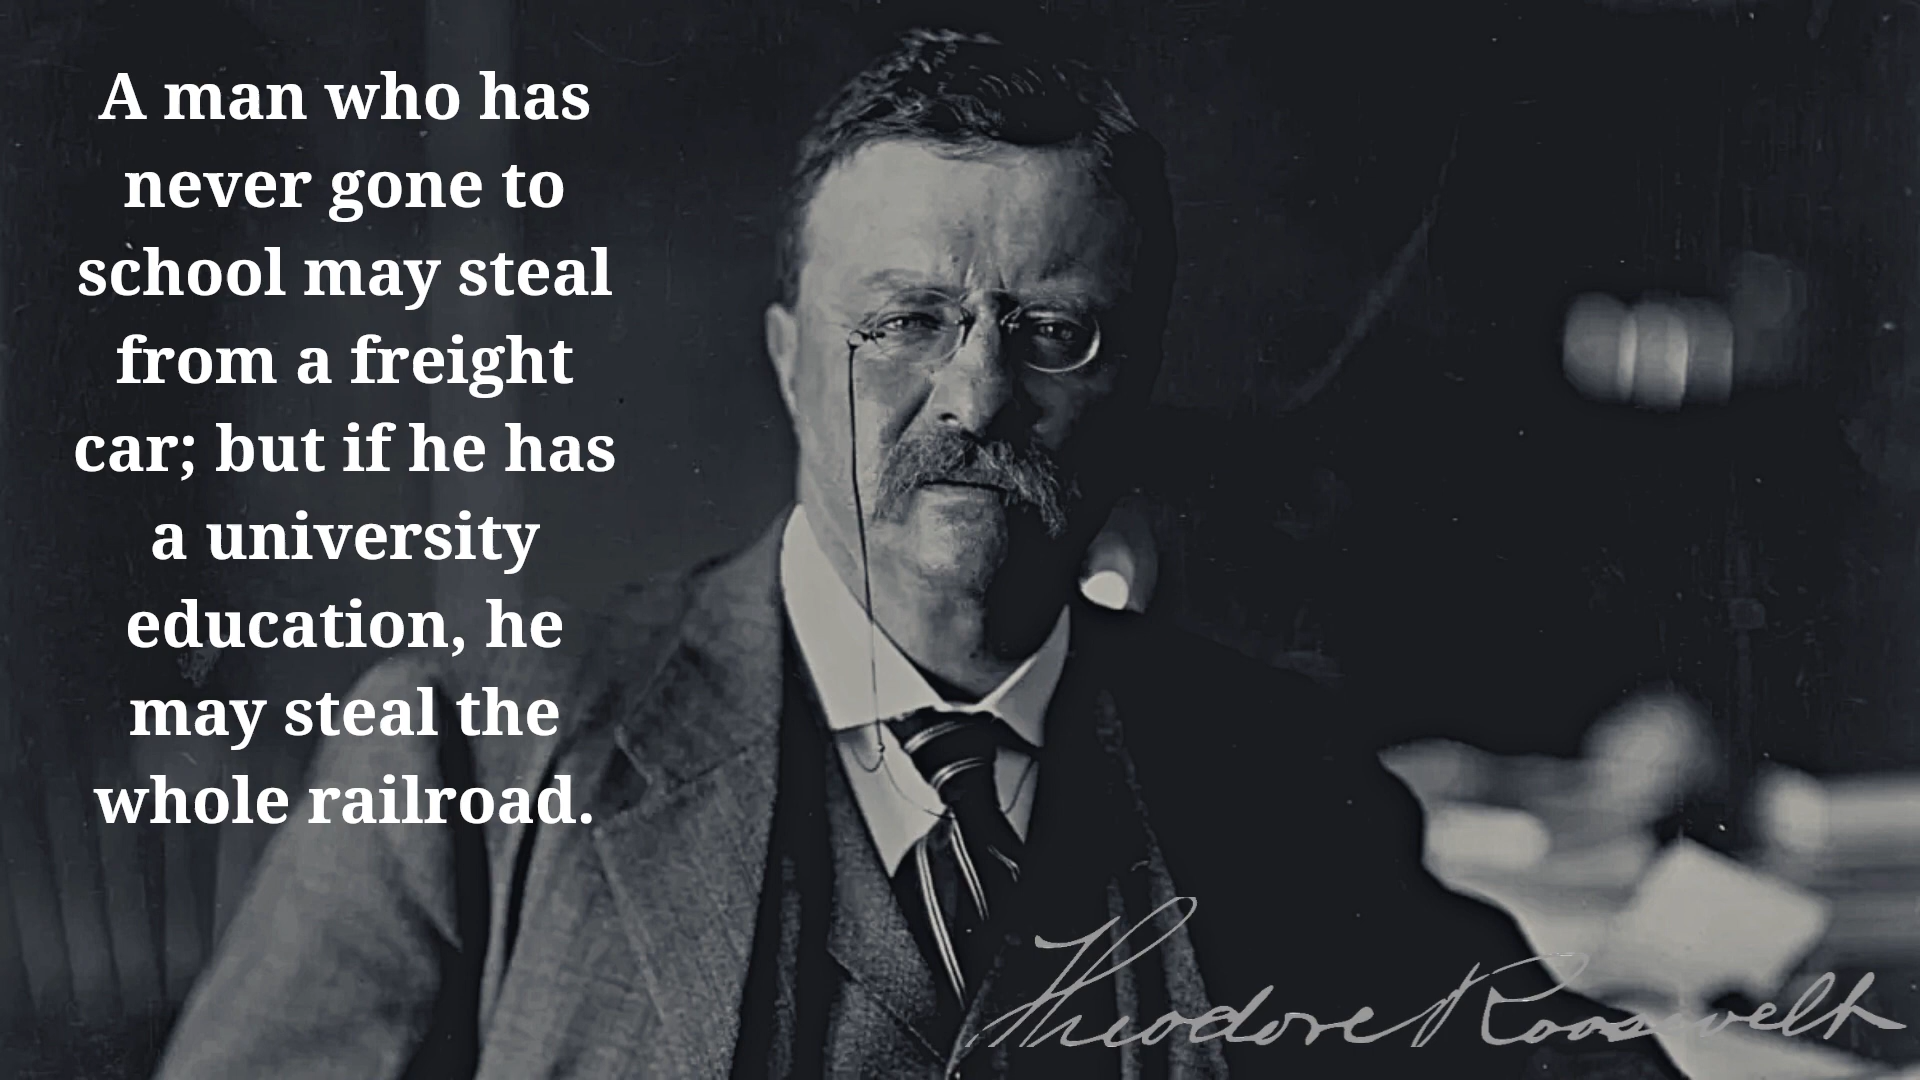 A man who has
never gone to
school may steal
from a freight
car; but if he has
a university
education, he
may steal the
whole railroad.
Theodore Roosevelt